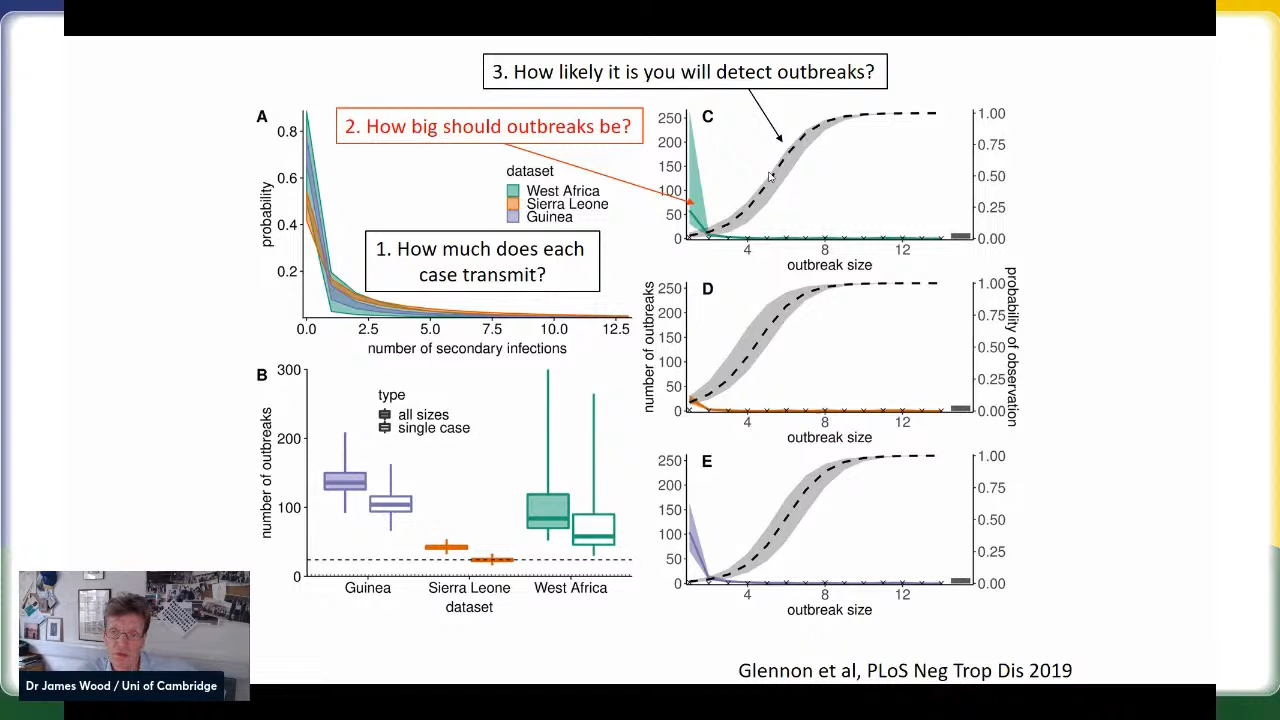 3. How likely it is you will detect outbreaks?
2. How big should outbreaks be?
1. How much does each
case transmit?
A
0.8
0.6
0.4
0.2
probability
0.0
2.5
5.0
7.5
10.0
12.5
number of secondary infections
dataset
West Africa
Sierra Leone
Guinea
B
300
200
100
0
number of outbreaks
type
all sizes
single case
Guinea
Sierra Leone
West Africa
dataset
C
250
200
150
100
50
0
1.00
0.75
0.50
0.25
0.00
4
8
12
outbreak size
D
250
200
150
100
50
0
number of outbreaks
1.00
0.75
0.50
0.25
0.00
probability of observation
4
8
12
outbreak size
E
250
200
150
100
50
0
1.00
0.75
0.50
0.25
0.00
4
8
12
outbreak size
Glennon et al, PLoS Neg Trop Dis 2019
Dr James Wood / Uni of Cambridge